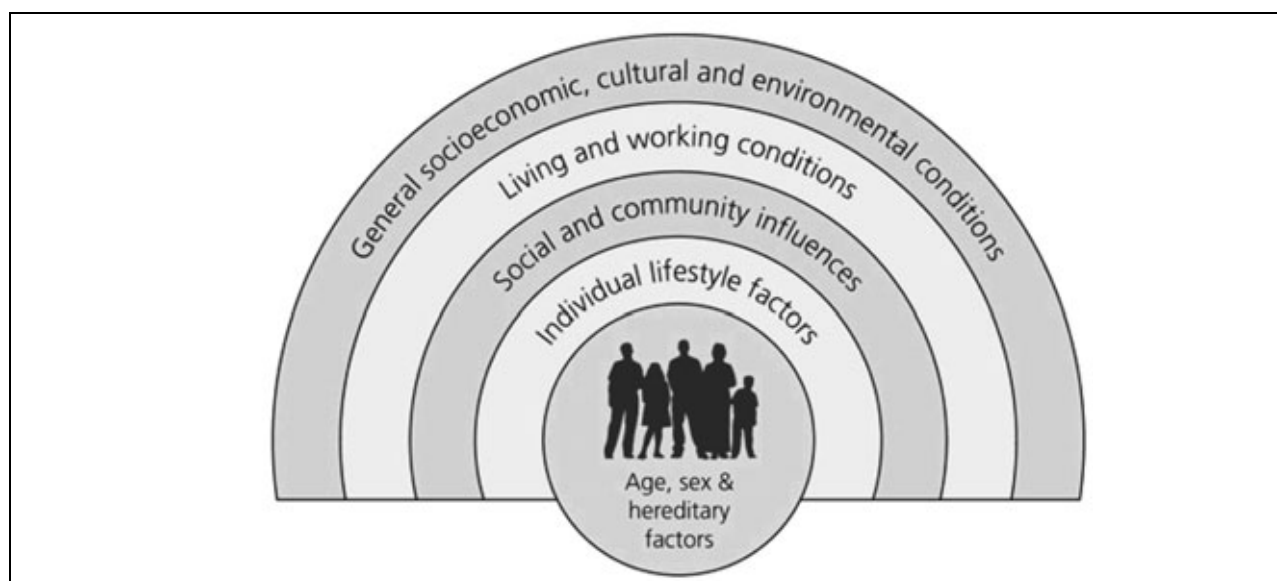 General socioeconomic, cultural and environmental conditions
Living and working conditions
Social and community influences
Individual lifestyle factors
Age, sex &
hereditary
factors